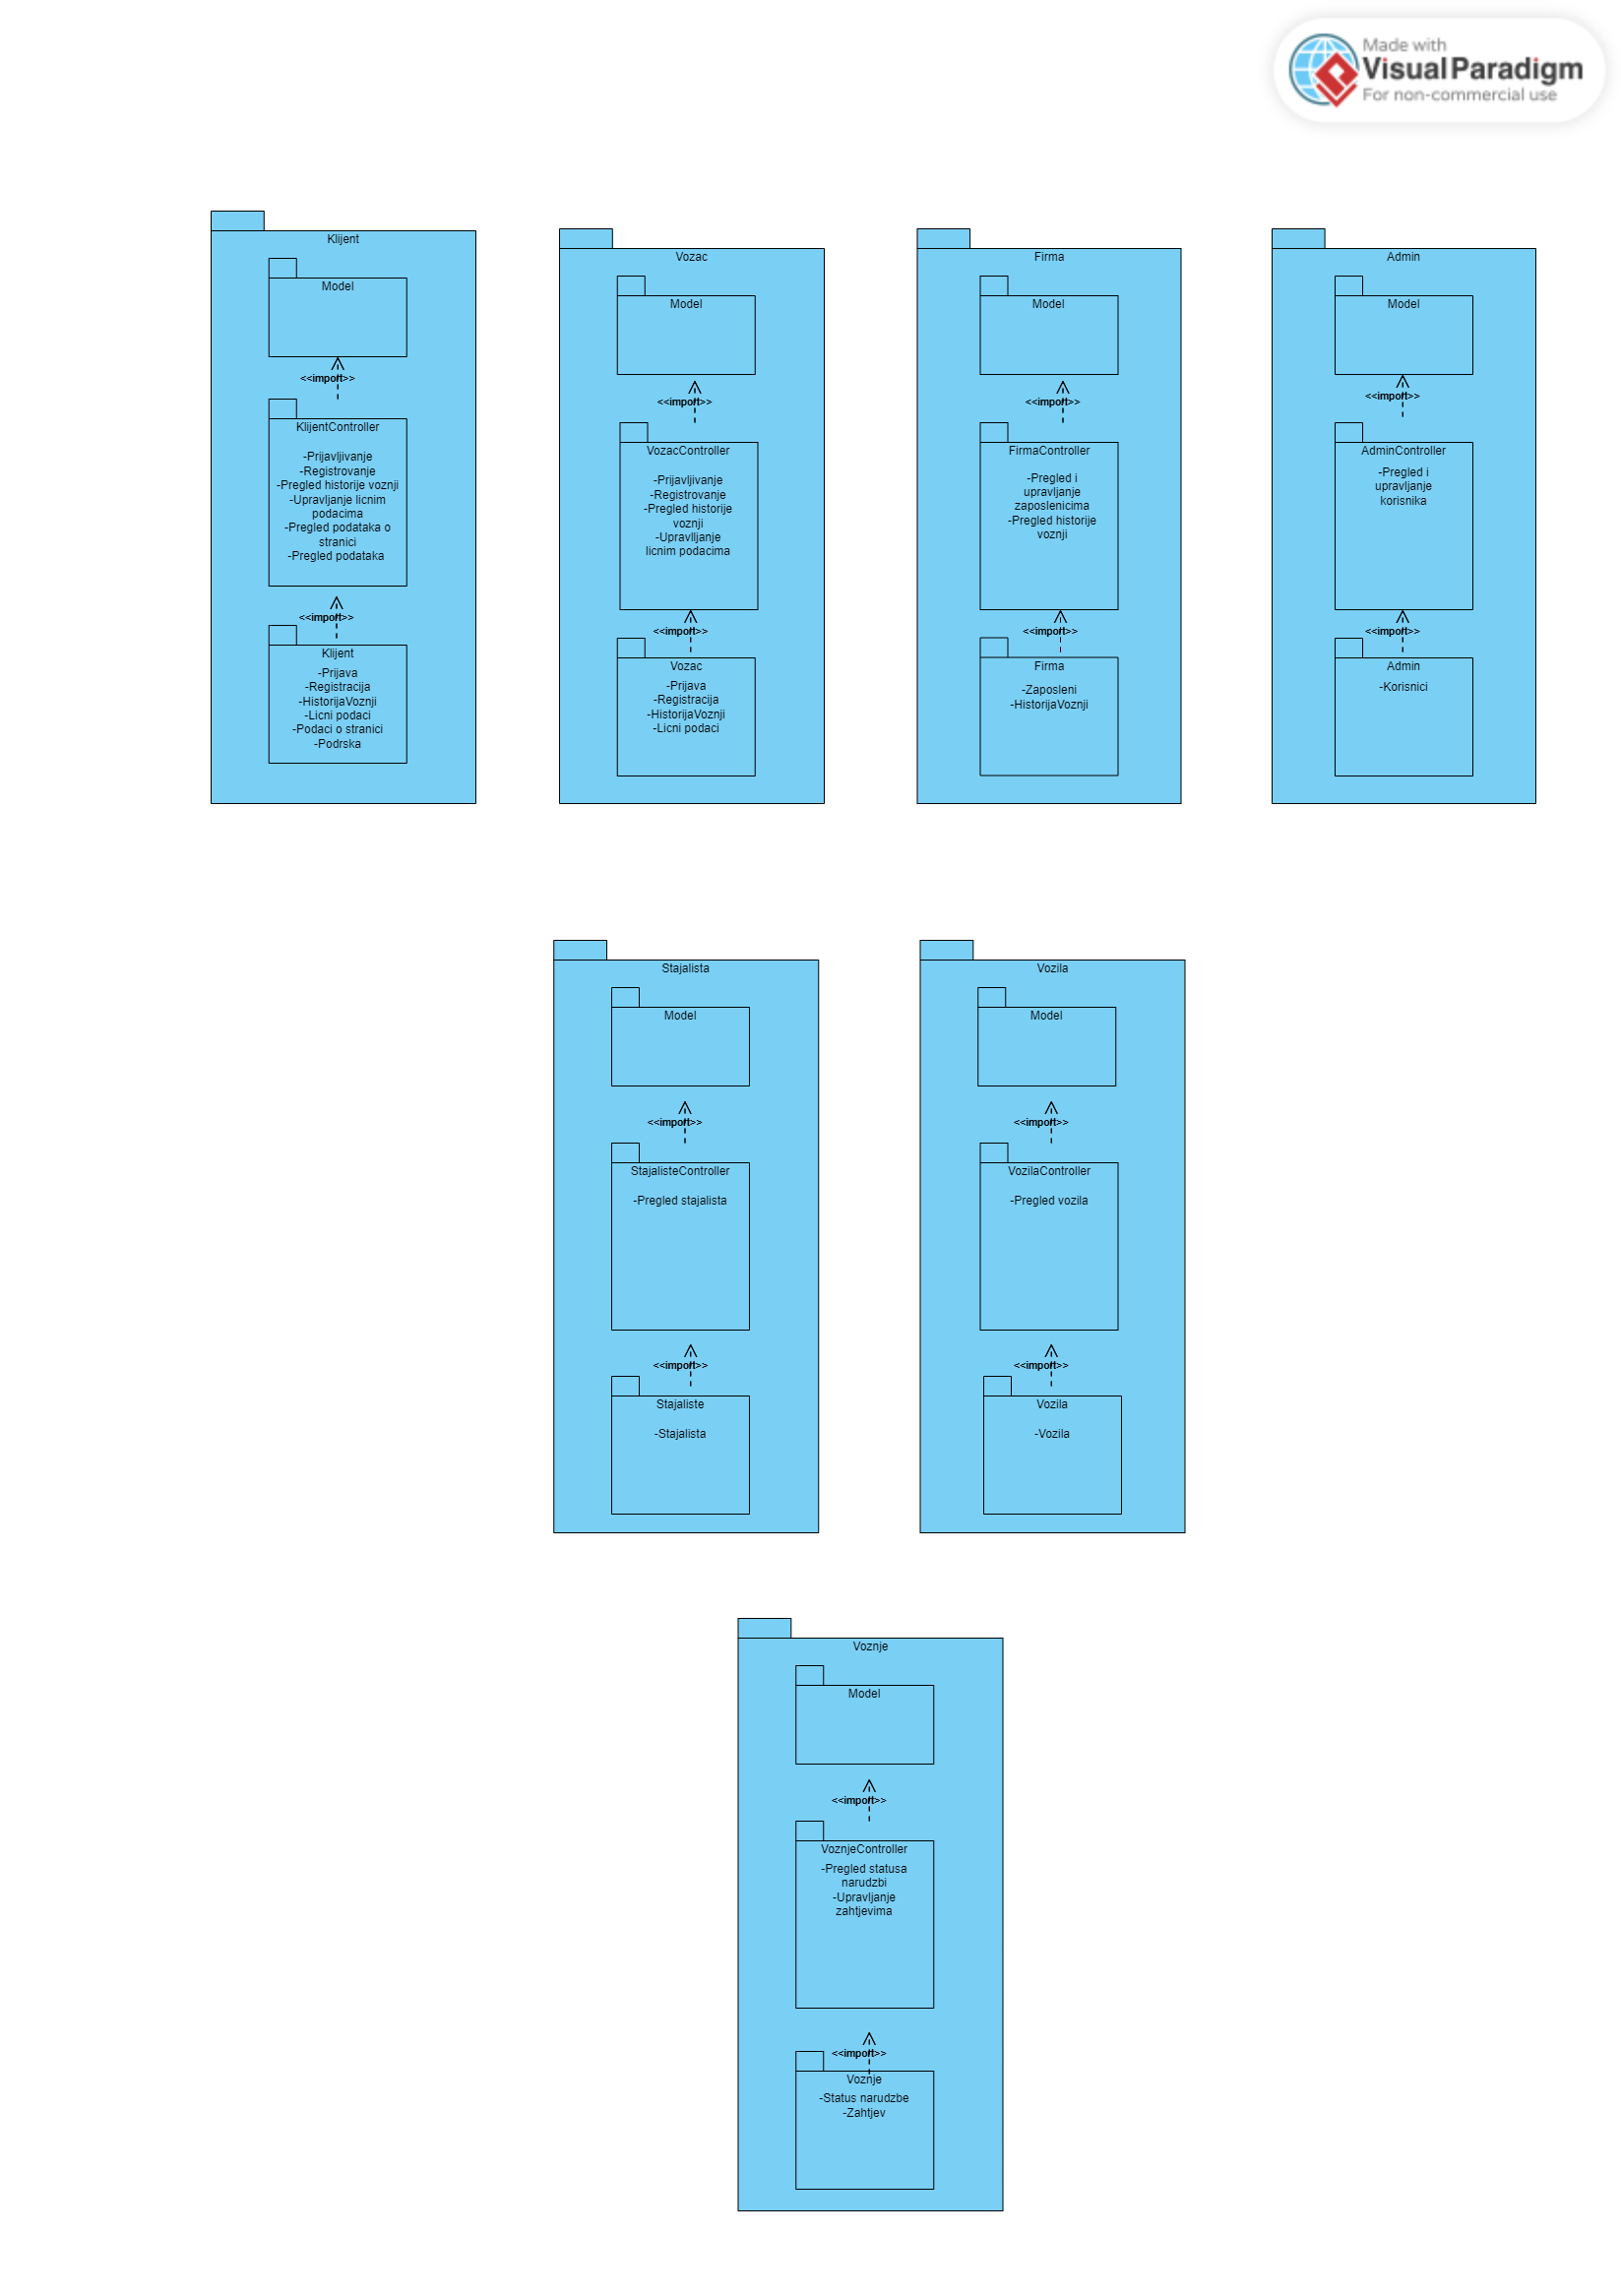 Made with
Visual Paradigm
For non-commercial use
Klijent
Model
<<import>>
KlijentController
-Prijavljivanje
-Registrovanje
-Pregled historije voznji
-Upravljanje licnim
podacima
-Pregled podataka o
stranici
-Pregled podataka
<<import>>
Klijent
-Prijava
-Registracija
-HistorijaVoznji
-Licni podaci
-Podaci o stranici
-Podrska
Vozac
Model
<<import>>
VozacController
-Prijavljivanje
-Registrovanje
-Pregled historije
voznji
-Upravlljanje
licnim podacima
<<import>>
Vozac
-Prijava
-Registracija
-HistorijaVoznji
-Licni podaci
Firma
Model
<<import>>
FirmaController
-Pregled i
upravljanje
zaposlenicima
-Pregled historije
voznji
<<import>>
Firma
-Zaposleni
-HistorijaVoznji
Admin
Model
<<import>>
AdminController
-Pregled i
upravljanje
korisnika
<<import>>
Admin
-Korisnici
Stajalista
Model
<<import>>
StajalisteController
-Pregled stajalista
<<import>>
Stajaliste
-Stajalista
Vozila
Model
<<import>>
VozilaController
-Pregled vozila
<<import>>
Vozila
-Vozila
Voznje
Model
<<import>>
VoznjeController
-Pregled statusa
narudzbi
-Upravljanje
zahtjevima
<<import>>
Voznje
-Status narudzbe
-Zahtjev